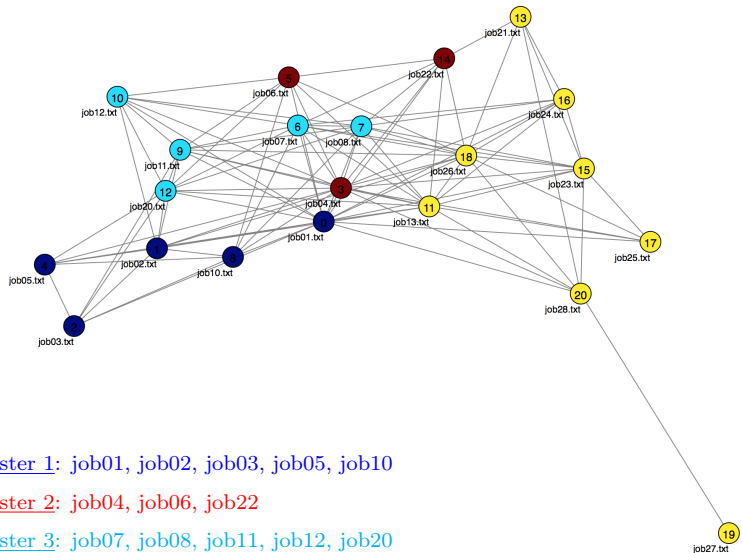 13
job21.txt
14
job22.txt
5
job06.txt
10
job12.txt
16
job24.txt
6
job07.txt
7
job08.txt
9
job11.txt
18
job26.txt
15
job23.txt
12
job20.txt
3
job04.txt
11
job13.txt
0
job01.txt
17
job25.txt
1
job02.txt
8
job10.txt
4
job05.txt
20
job28.txt
2
job03.txt
ster 1: job01, job02, job03, job05, job10
ster 2: job04, job06, job22
19
job27.txt
ster 3: job07, job08, job11, job12, job20